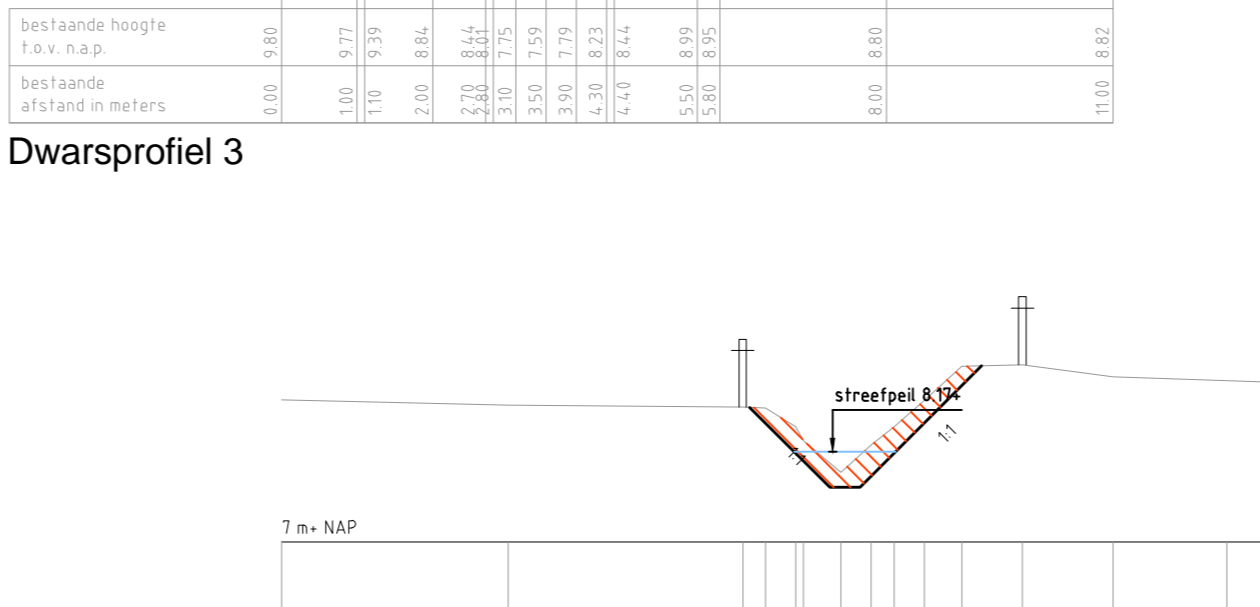 bestaande hoogte
t.o.v. n.a.p.
9.80 9.77 9.39 8.84 8.44 8.01 7.75 7.59 7.79 8.23 8.44 8.99 8.95 8.80 8.82
bestaande
afstand in meters
0.00 1.00 1.10 2.00 2.70 2.80 3.10 3.50 3.90 4.30 4.40 5.50 5.80 8.00 11.00
Dwarsprofiel 3
streefpeil 8.17+
1:1
1:1
7 m+ NAP